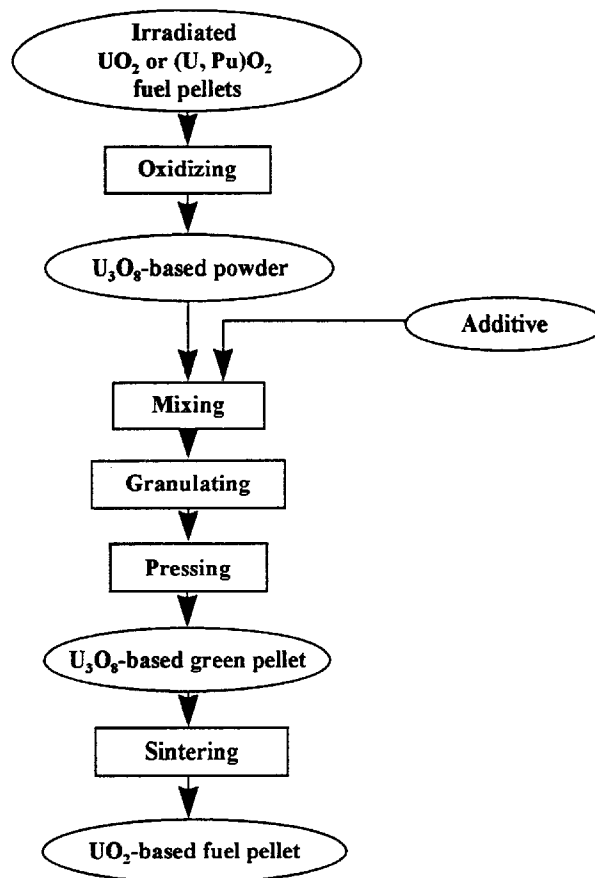 Irradiated
UO₂ or (U, Pu)O₂
fuel pellets
Oxidizing
U₃O₈-based powder
Additive
Mixing
Granulating
Pressing
U₃O₈-based green pellet
Sintering
UO₂-based fuel pellet